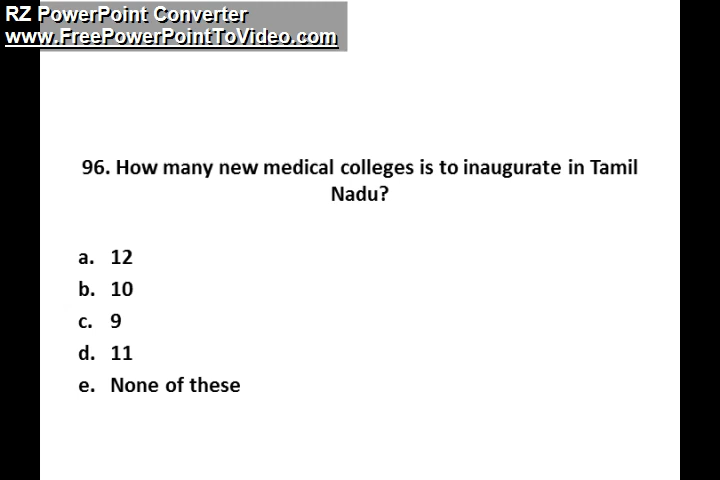 RZ PowerPoint Converter
www.FreePowerPointToVideo.com
96. How many new medical colleges is to inaugurate in Tamil
Nadu?
a. 12
b. 10
c. 9
d. 11
e. None of these